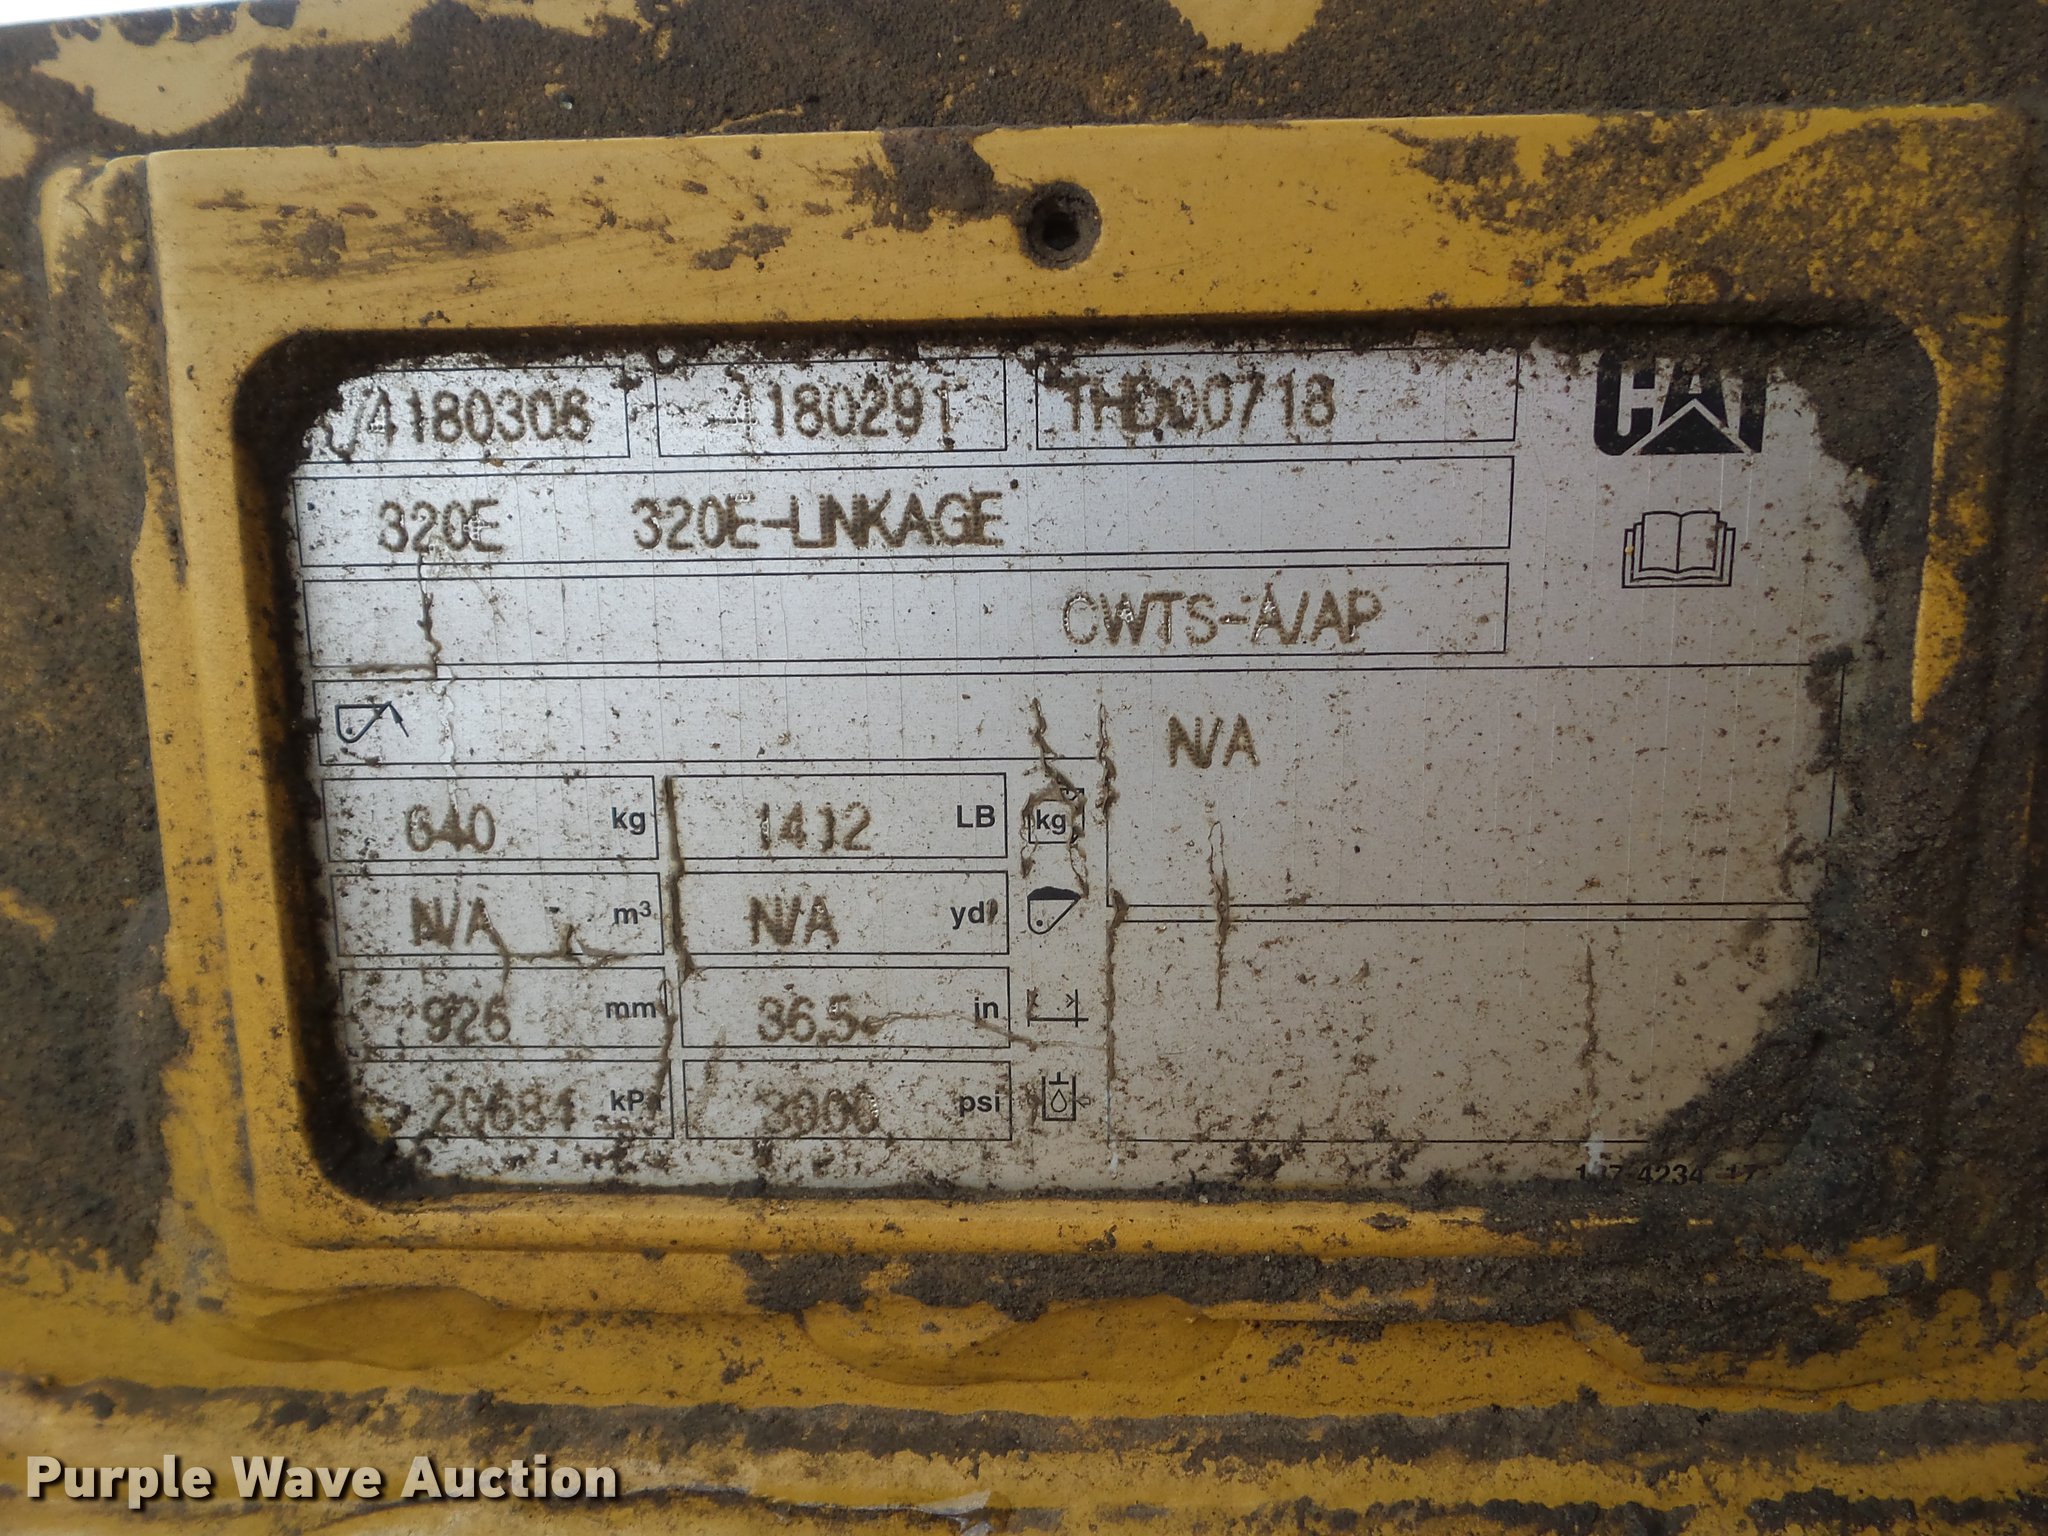 4180306 4180291 THD00718 CAT
320E 320E-LINKAGE
CWTS-A/AP
N/A
640 kg 1412 LB kg
N/A m³ N/A yd³
926 mm 36.5 in
20684 kPa 3000 psi
Purple Wave Auction